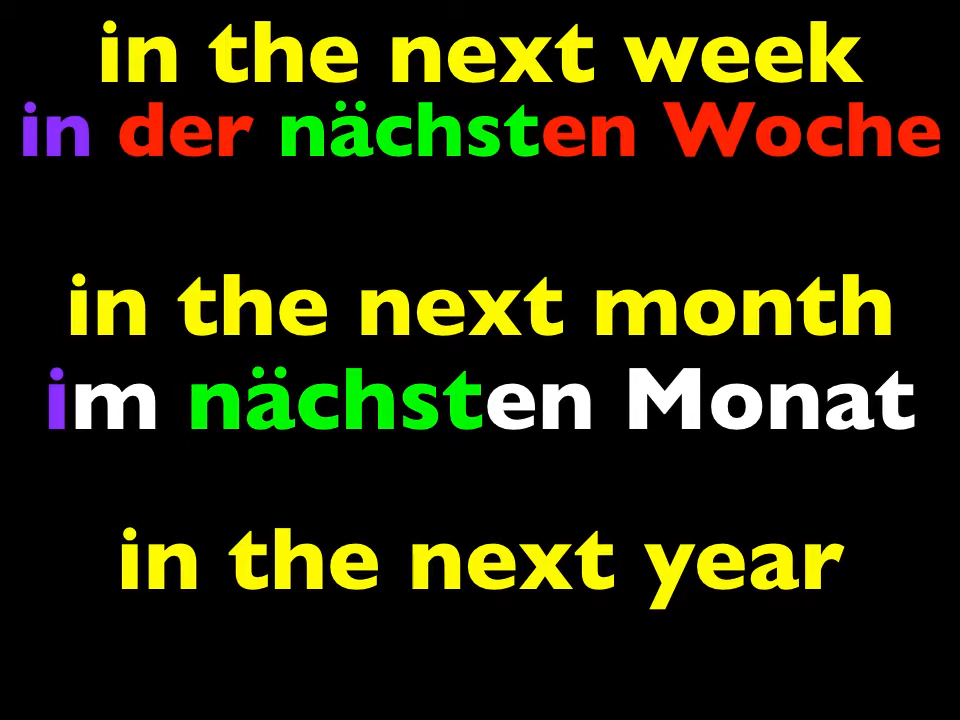 in the next week
in der nächsten Woche
in the next month
im nächsten Monat
in the next year